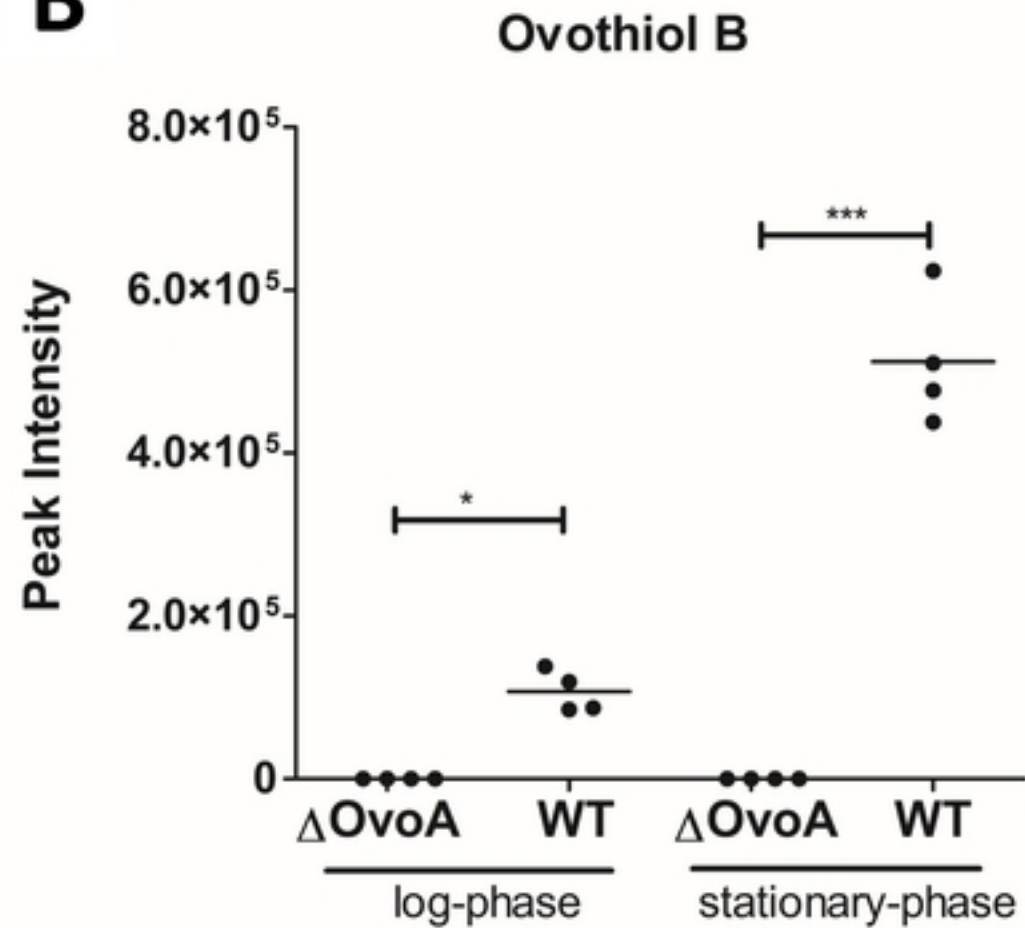 B
Ovothiol B
8.0×10⁵
6.0×10⁵
4.0×10⁵
2.0×10⁵
0
Peak Intensity
*
***
ΔOvoA WT ΔOvoA WT
log-phase stationary-phase